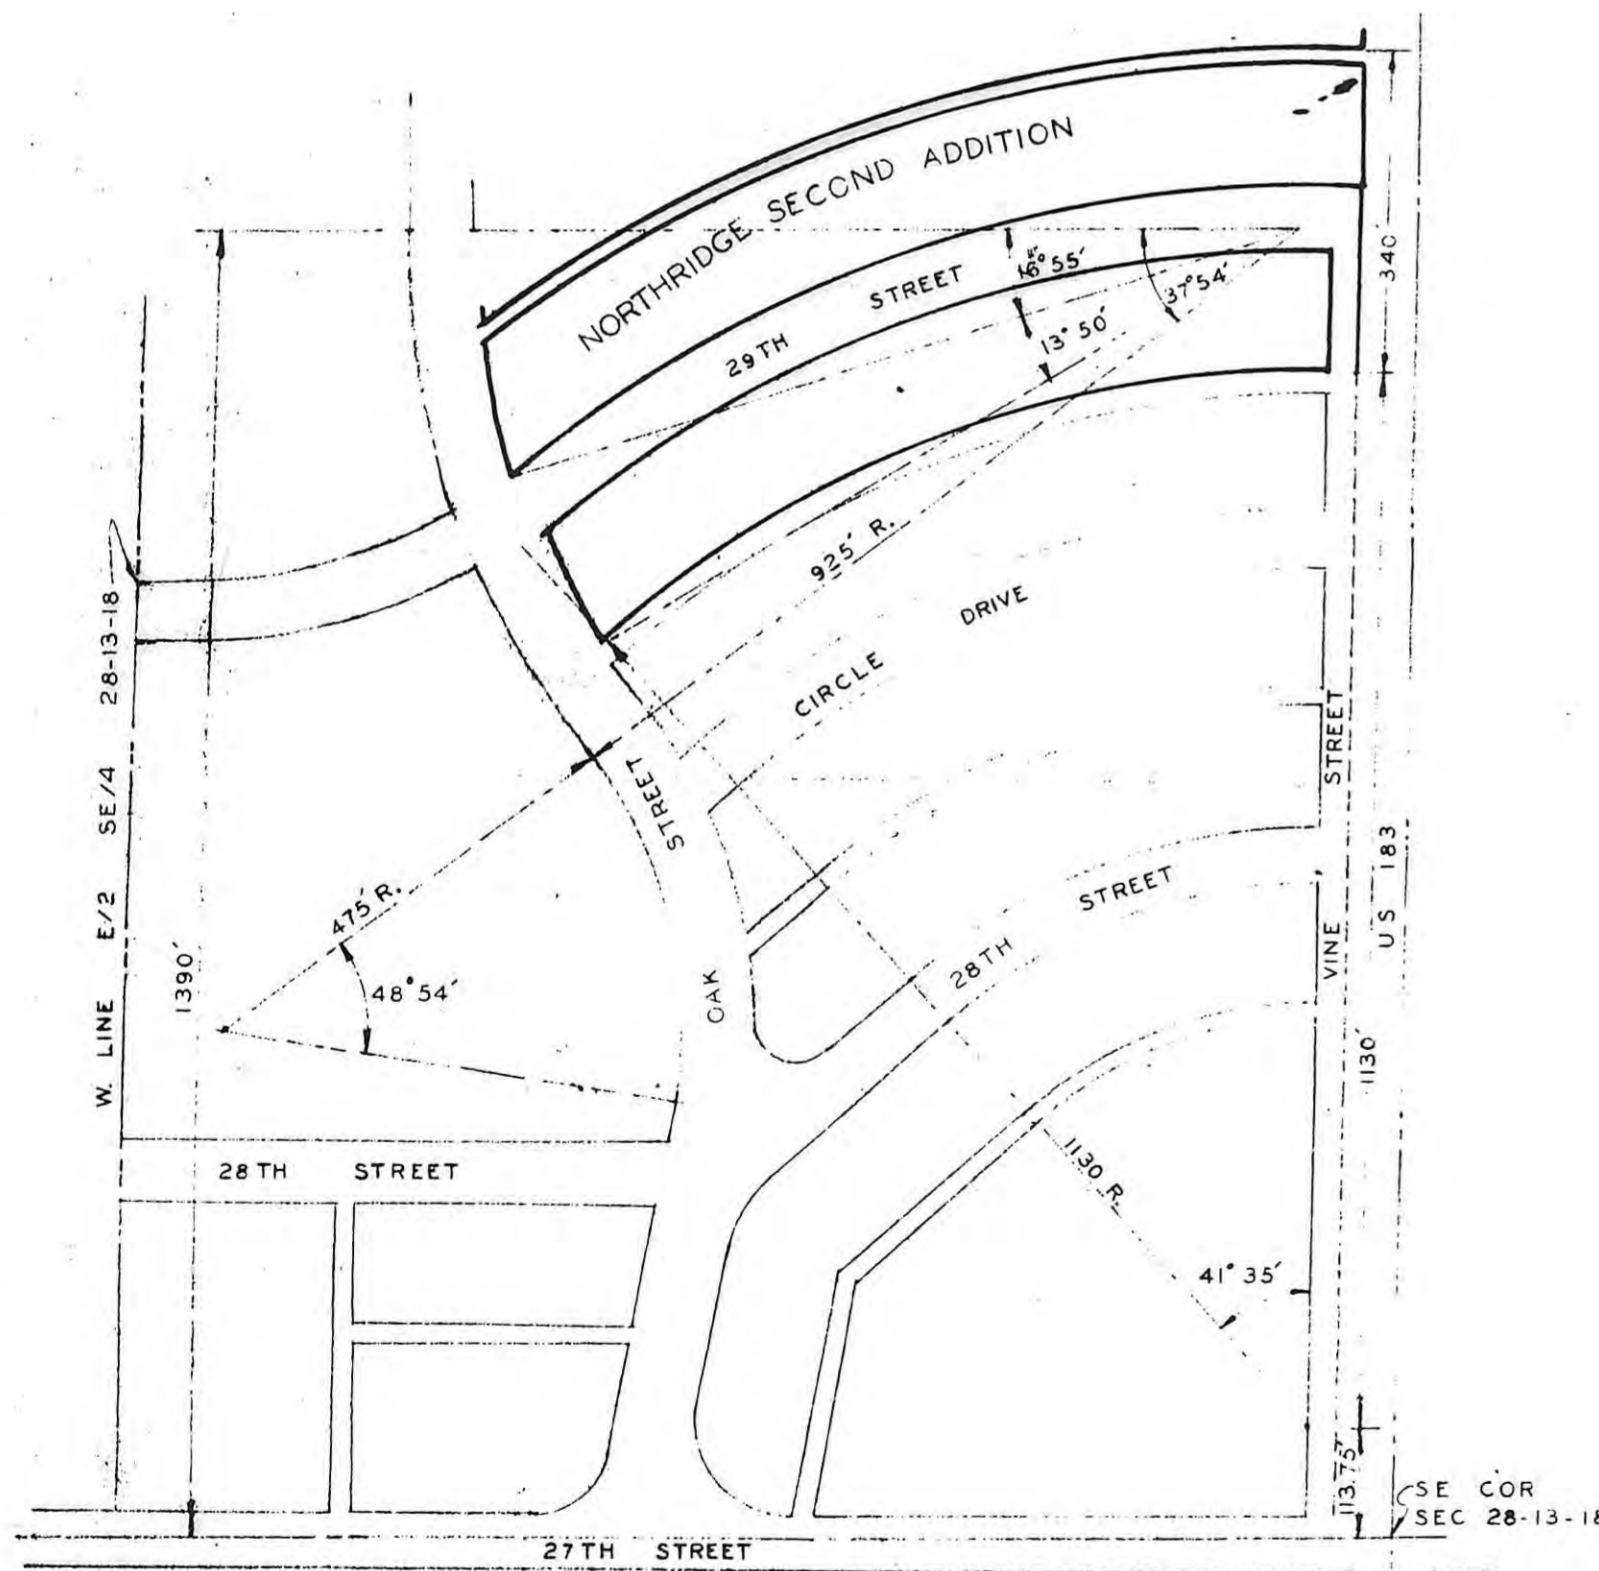 NORTHRIDGE SECOND ADDITION
340'
16°55'
37°54'
29TH STREET
13°50'
925' R.
CIRCLE DRIVE
28-13-18
W. LINE E/2 SE/4
1390'
475' R.
48°54'
STREET
OAK
28TH STREET
VINE STREET
US 183
1130'
28TH STREET
1130 R.
41°35'
113.75'
SE COR
SEC 28-13-18
27TH STREET